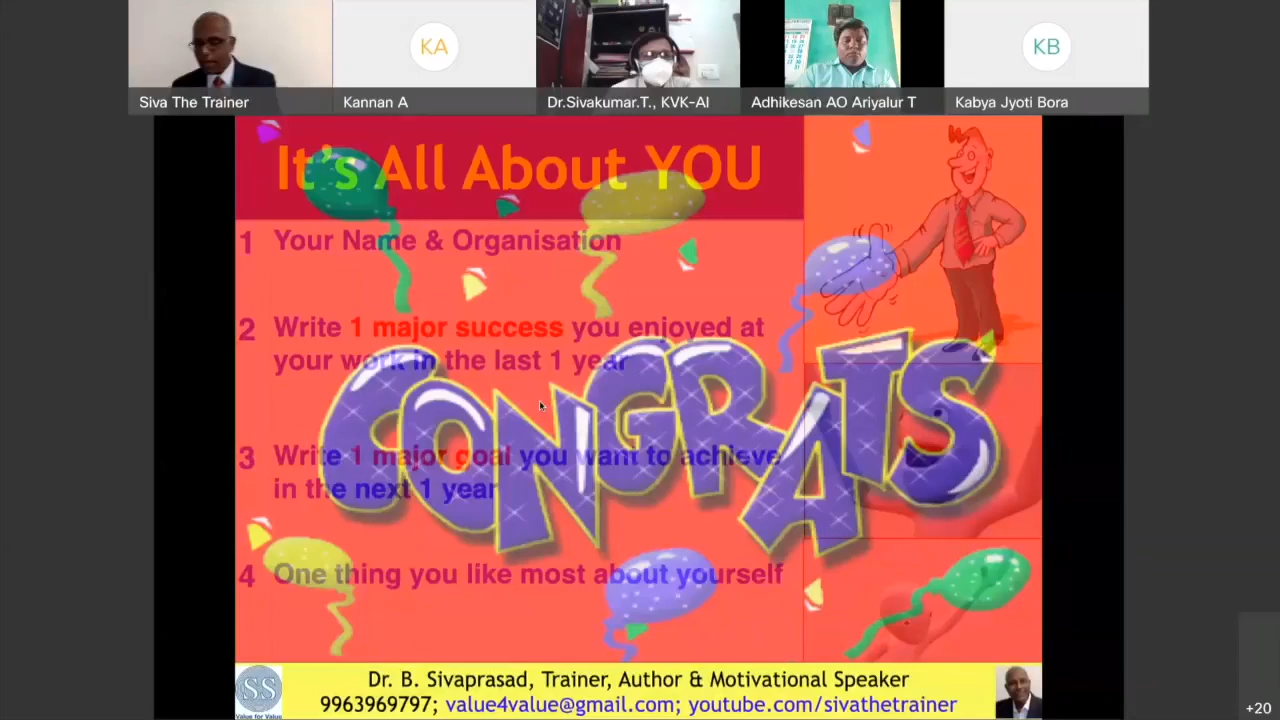 KA
KB
Siva The Trainer
Kannan A
Dr.Sivakumar.T., KVK-AI
Adhikesan AO Ariyalur T
Kabya Jyoti Bora
It's All About YOU
1 Your Name & Organisation
2 Write 1 major success you enjoyed at
your work in the last 1 year
CONGRATS
3 Write 1 major goal you want to achieve
in the next 1 year
4 One thing you like most about yourself
SS
Value for Value
Dr. B. Sivaprasad, Trainer, Author & Motivational Speaker
9963969797; value4value@gmail.com; youtube.com/sivathetrainer
+20